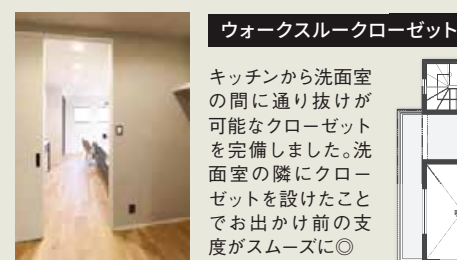 ウォークスルークローゼット
キッチンから洗面室
の間に通り抜けが
可能なクローゼット
を完備しました。洗
面室の隣にクロー
ゼットを設けたこと
でお出かけ前の支
度がスムーズに◎